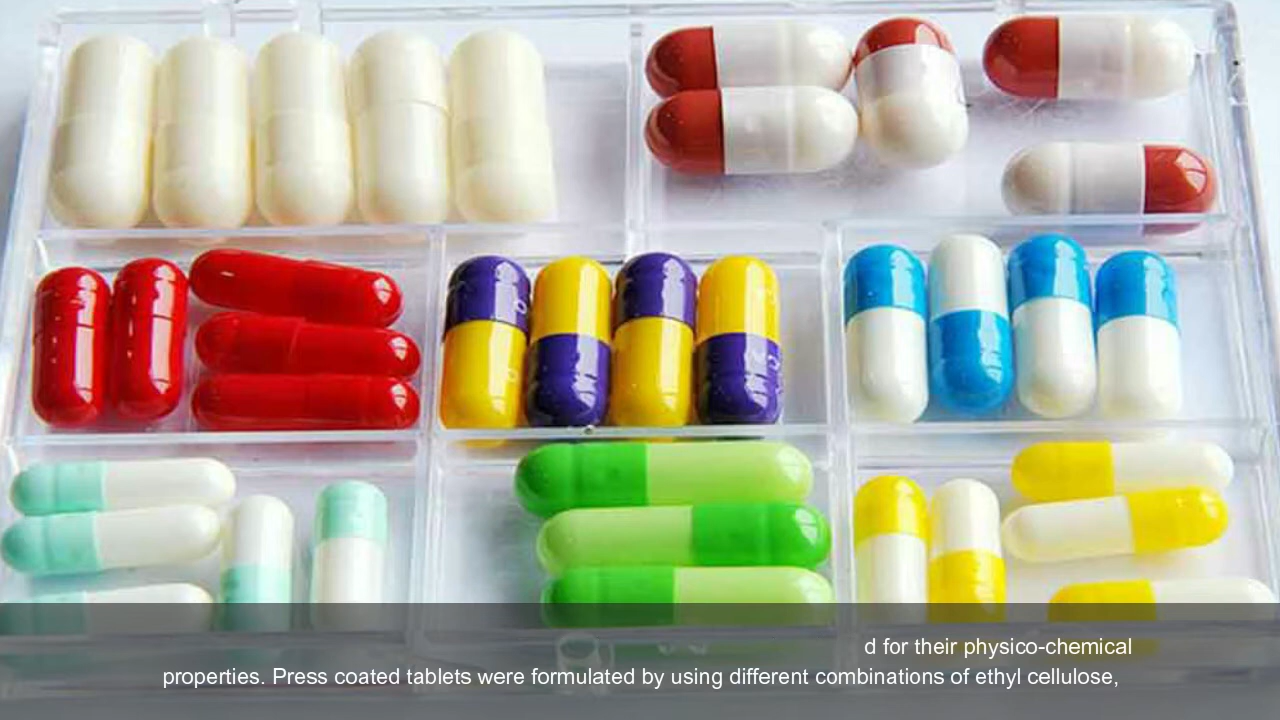 d for their physico-chemical
properties. Press coated tablets were formulated by using different combinations of ethyl cellulose,